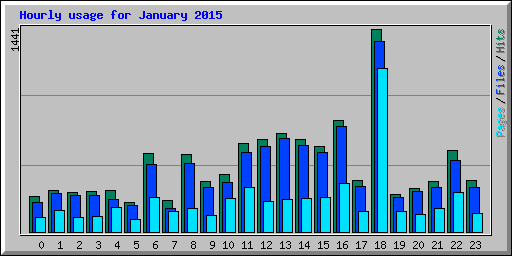 Hourly usage for January 2015
1441
Pages/Files/Hits
0 1 2 3 4 5 6 7 8 9 10 11 12 13 14 15 16 17 18 19 20 21 22 23